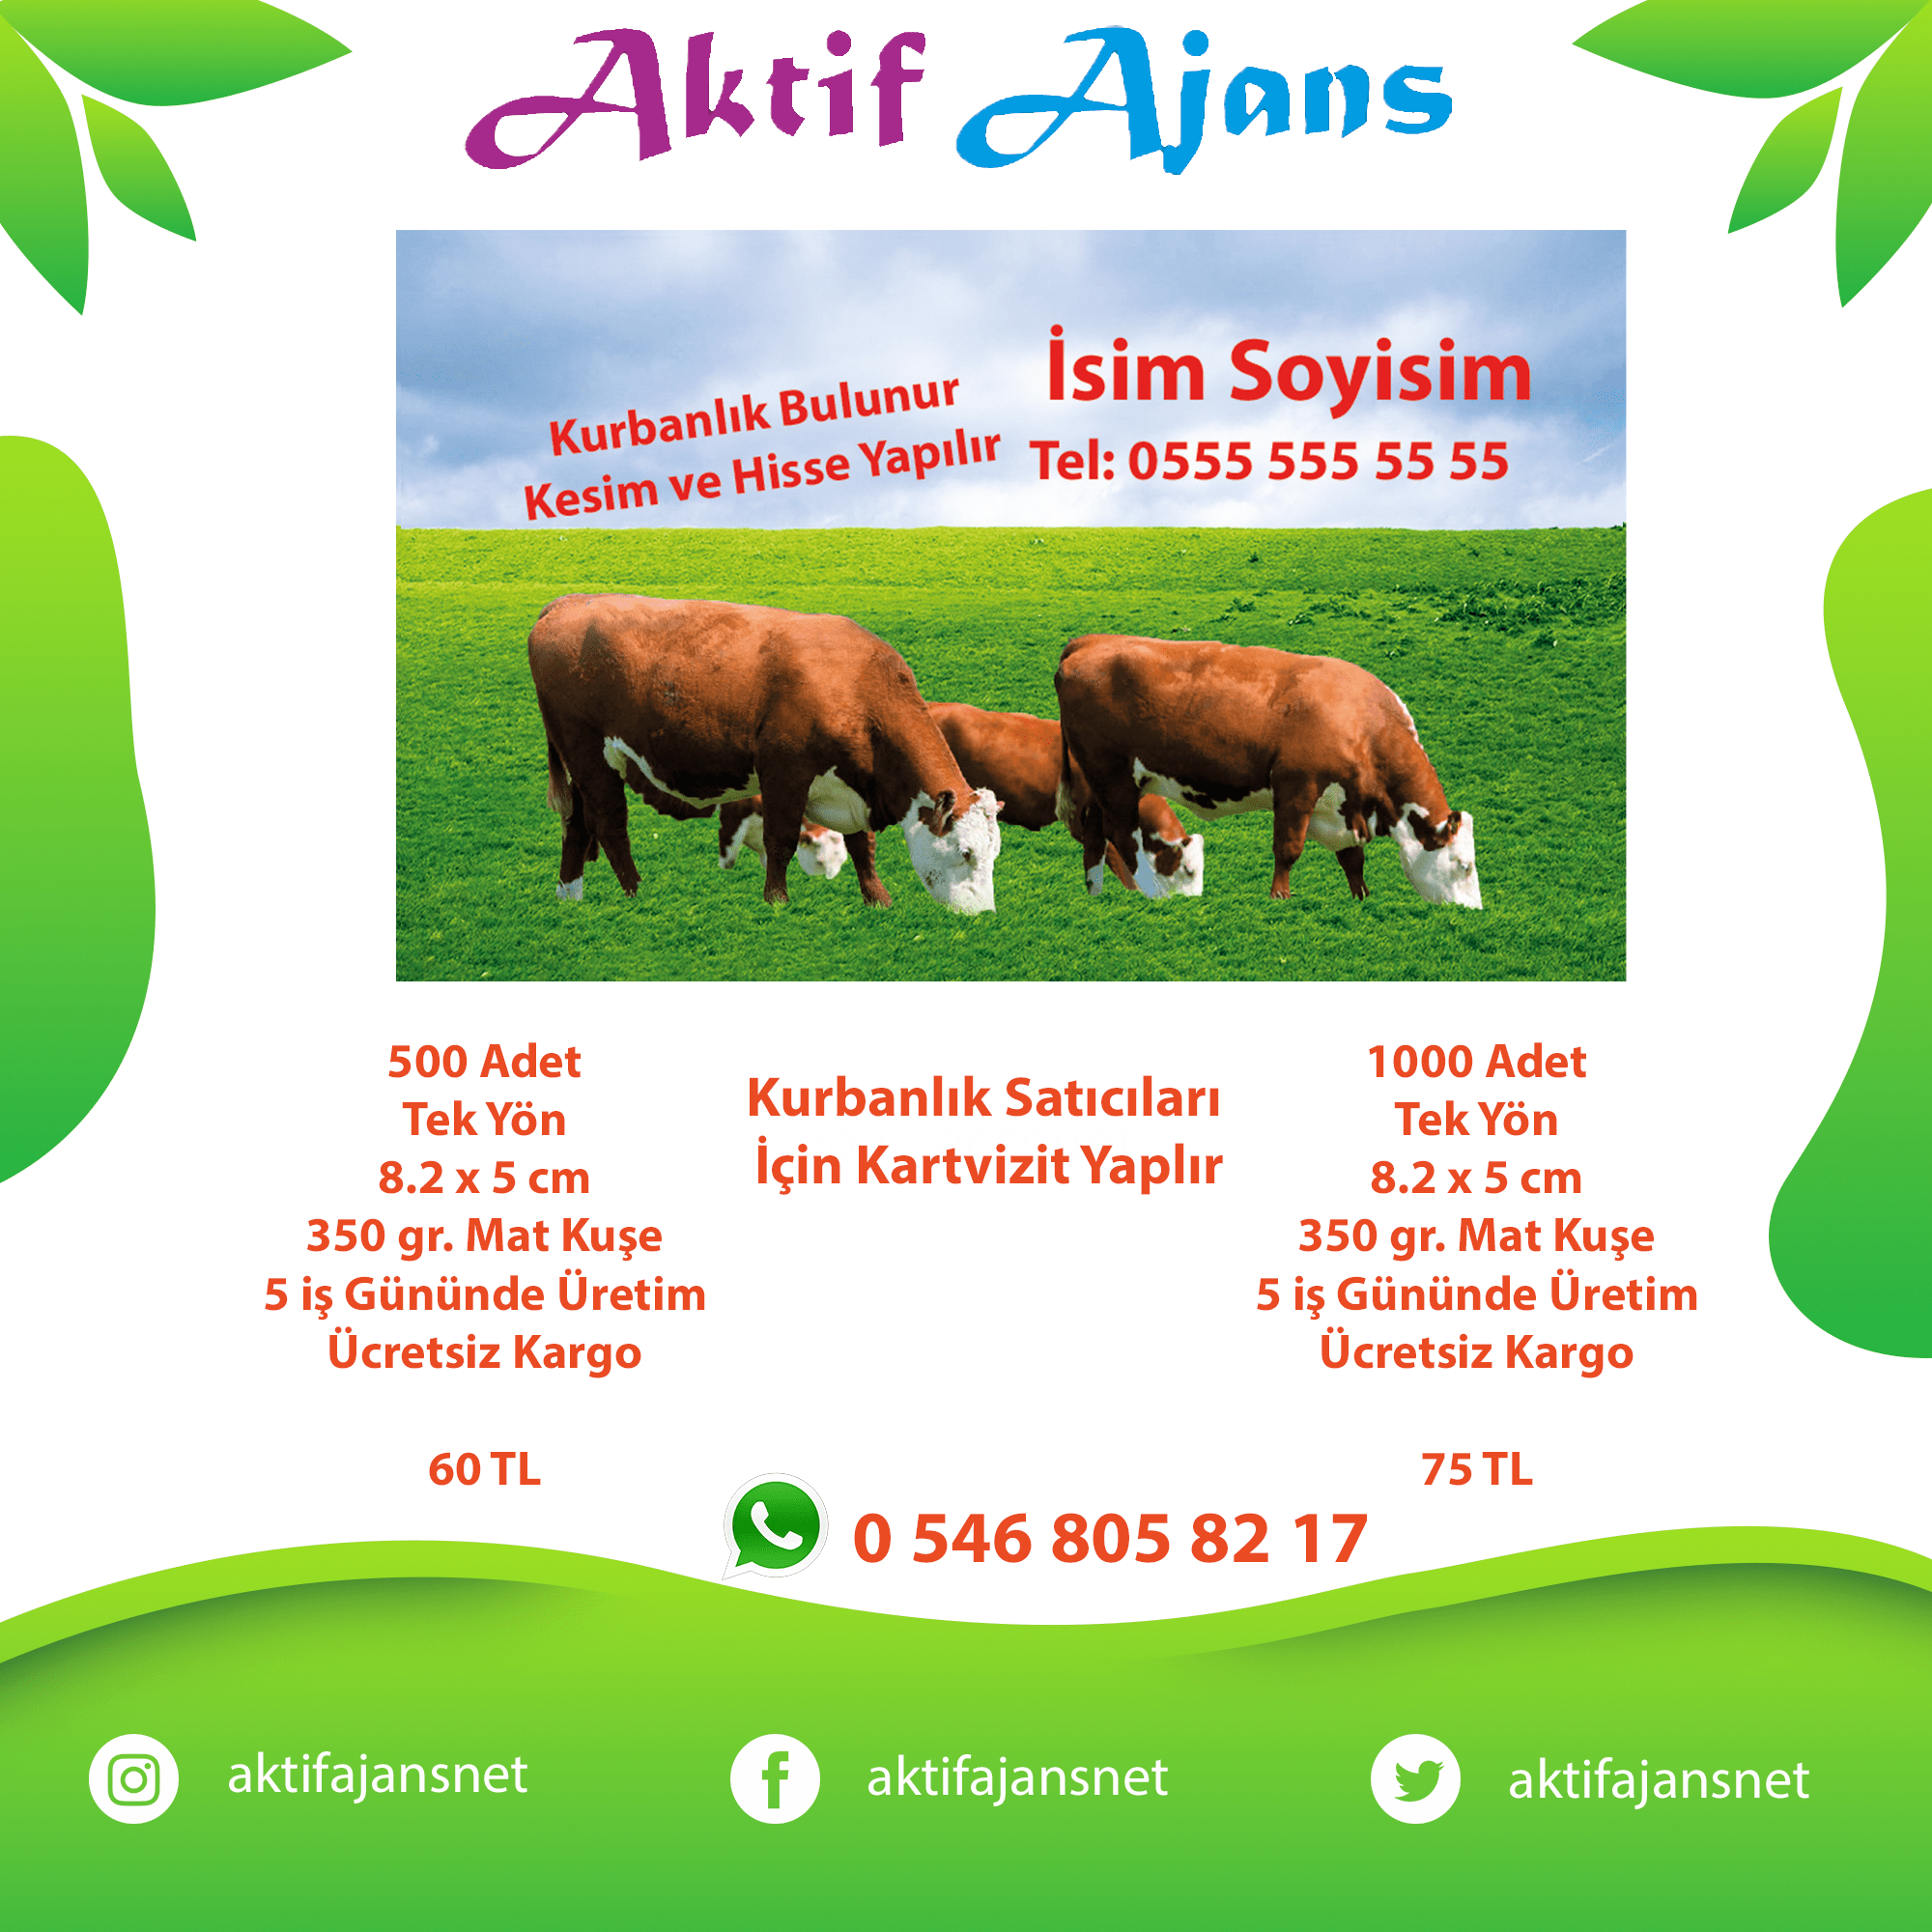 Aktif Ajans
Kurbanlık Bulunur
Kesim ve Hisse Yapılır
İsim Soyisim
Tel: 0555 555 55 55
500 Adet
Tek Yön
8.2 x 5 cm
350 gr. Mat Kuşe
5 iş Gününde Üretim
Ücretsiz Kargo
60 TL
Kurbanlık Satıcıları
İçin Kartvizit Yaplır
1000 Adet
Tek Yön
8.2 x 5 cm
350 gr. Mat Kuşe
5 iş Gününde Üretim
Ücretsiz Kargo
75 TL
0 546 805 82 17
aktifajansnet
aktifajansnet
aktifajansnet